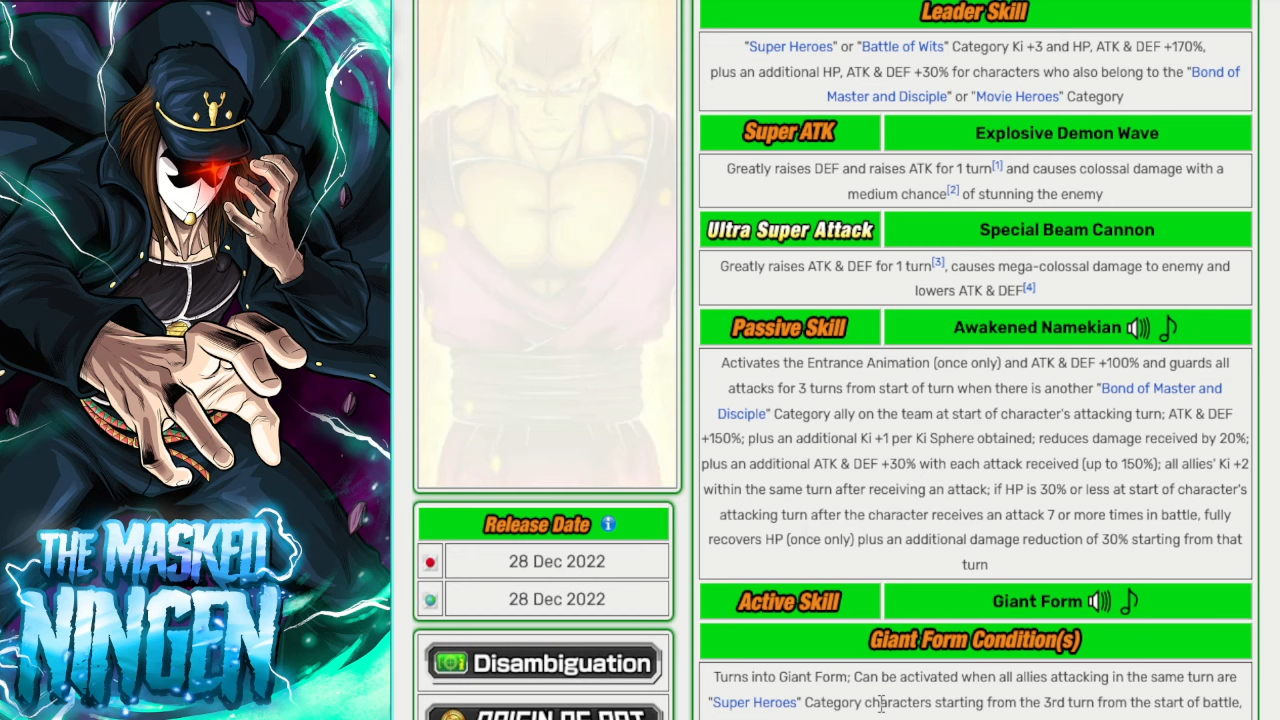 THE MASKED
NINGEN
Leader Skill
"Super Heroes" or "Battle of Wits" Category Ki +3 and HP, ATK & DEF +170%,
plus an additional HP, ATK & DEF +30% for characters who also belong to the "Bond of
Master and Disciple" or "Movie Heroes" Category
Super ATK
Explosive Demon Wave
Greatly raises DEF and raises ATK for 1 turn[1] and causes colossal damage with a
medium chance[2] of stunning the enemy
Ultra Super Attack
Special Beam Cannon
Greatly raises ATK & DEF for 1 turn[3], causes mega-colossal damage to enemy and
lowers ATK & DEF[4]
Passive Skill
Awakened Namekian
Activates the Entrance Animation (once only) and ATK & DEF +100% and guards all
attacks for 3 turns from start of turn when there is another "Bond of Master and
Disciple" Category ally on the team at start of character's attacking turn; ATK & DEF
+150%; plus an additional Ki +1 per Ki Sphere obtained; reduces damage received by 20%;
plus an additional ATK & DEF +30% with each attack received (up to 150%); all allies' Ki +2
within the same turn after receiving an attack; if HP is 30% or less at start of character's
attacking turn after the character receives an attack 7 or more times in battle, fully
recovers HP (once only) plus an additional damage reduction of 30% starting from that
turn
Active Skill
Giant Form
Giant Form Condition(s)
Turns into Giant Form; Can be activated when all allies attacking in the same turn are
"Super Heroes" Category characters starting from the 3rd turn from the start of battle,
Release Date
28 Dec 2022
28 Dec 2022
Disambiguation